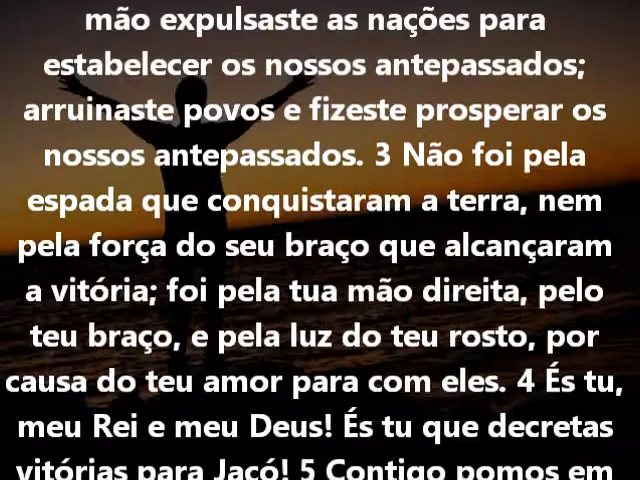 mão expulsaste as nações para
estabelecer os nossos antepassados;
arruinaste povos e fizeste prosperar os
nossos antepassados. 3 Não foi pela
espada que conquistaram a terra, nem
pela força do seu braço que alcançaram
a vitória; foi pela tua mão direita, pelo
teu braço, e pela luz do teu rosto, por
causa do teu amor para com eles. 4 És tu,
meu Rei e meu Deus! És tu que decretas
vitórias para Jacó! 5 Contigo pomos em